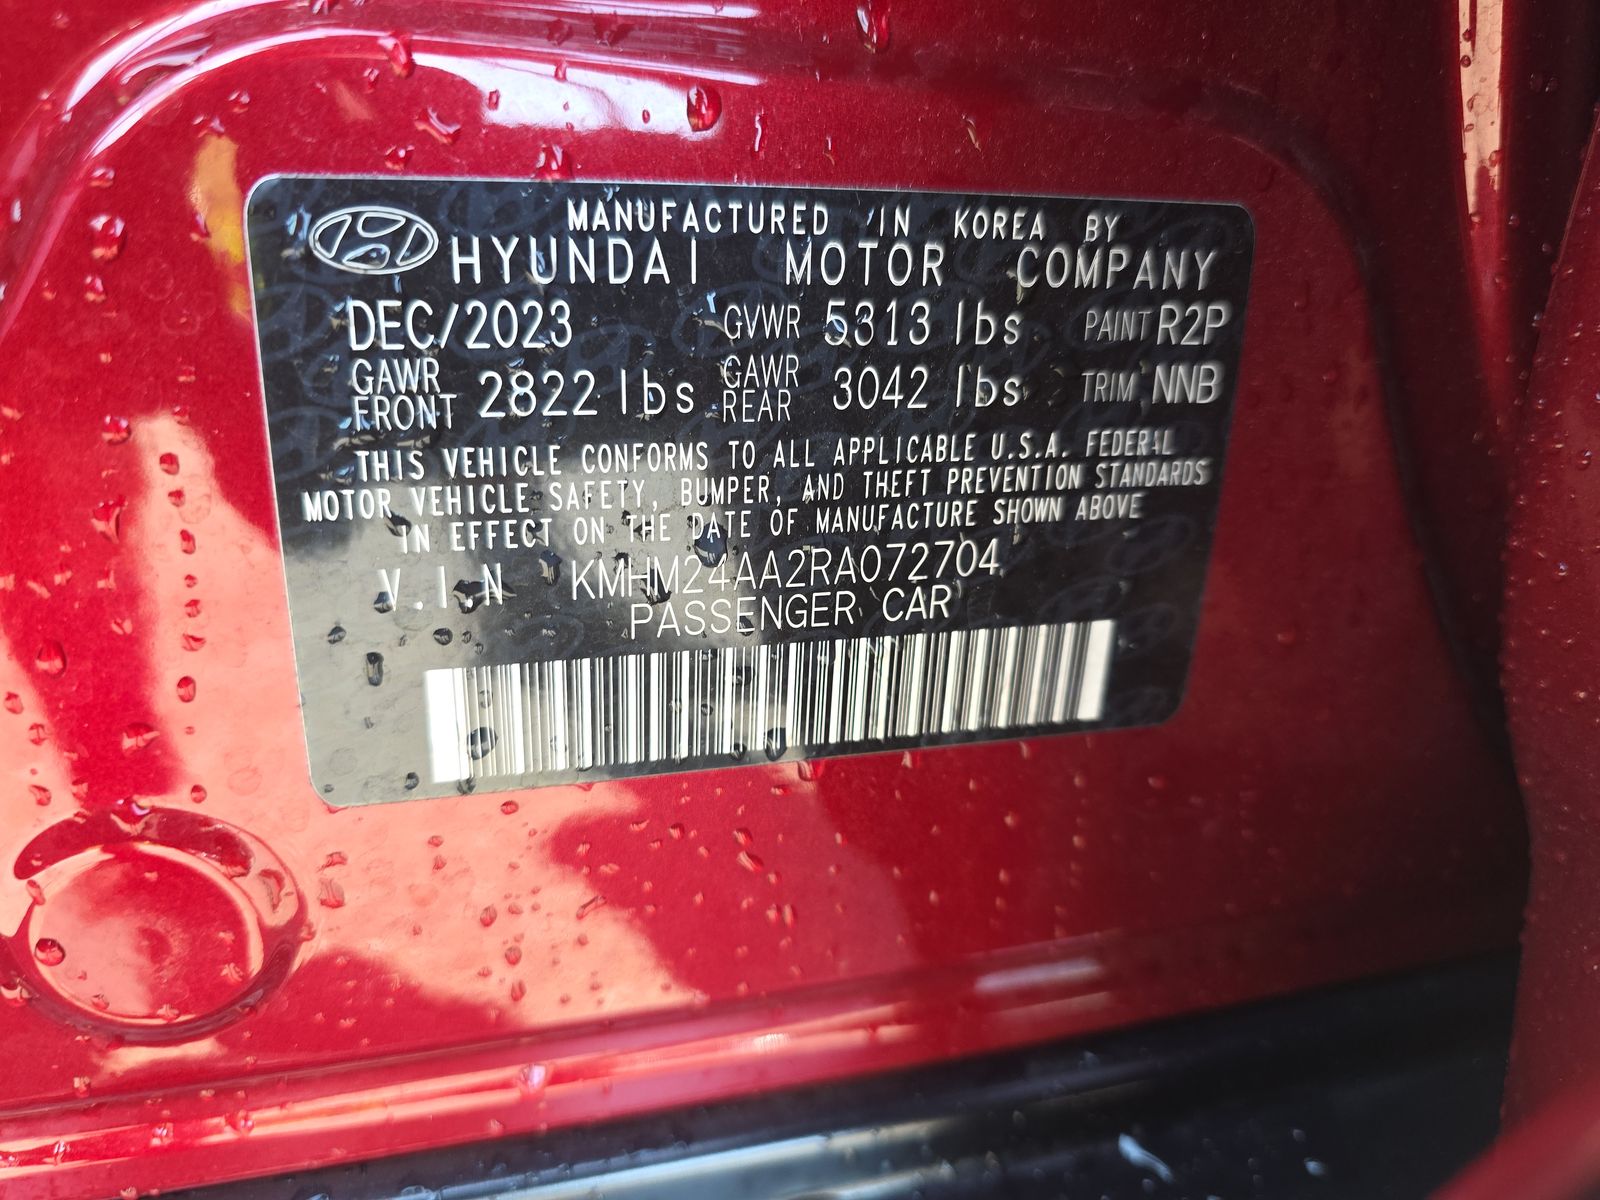 MANUFACTURED IN KOREA BY
HYUNDAI MOTOR COMPANY
DEC/2023 GVWR 5313 lbs PAINT R2P
GAWR FRONT 2822 lbs GAWR REAR 3042 lbs TRIM NNB
THIS VEHICLE CONFORMS TO ALL APPLICABLE U.S.A. FEDERAL
MOTOR VEHICLE SAFETY, BUMPER, AND THEFT PREVENTION STANDARDS
IN EFFECT ON THE DATE OF MANUFACTURE SHOWN ABOVE
V.I.N KMHM24AA2RA072704
PASSENGER CAR